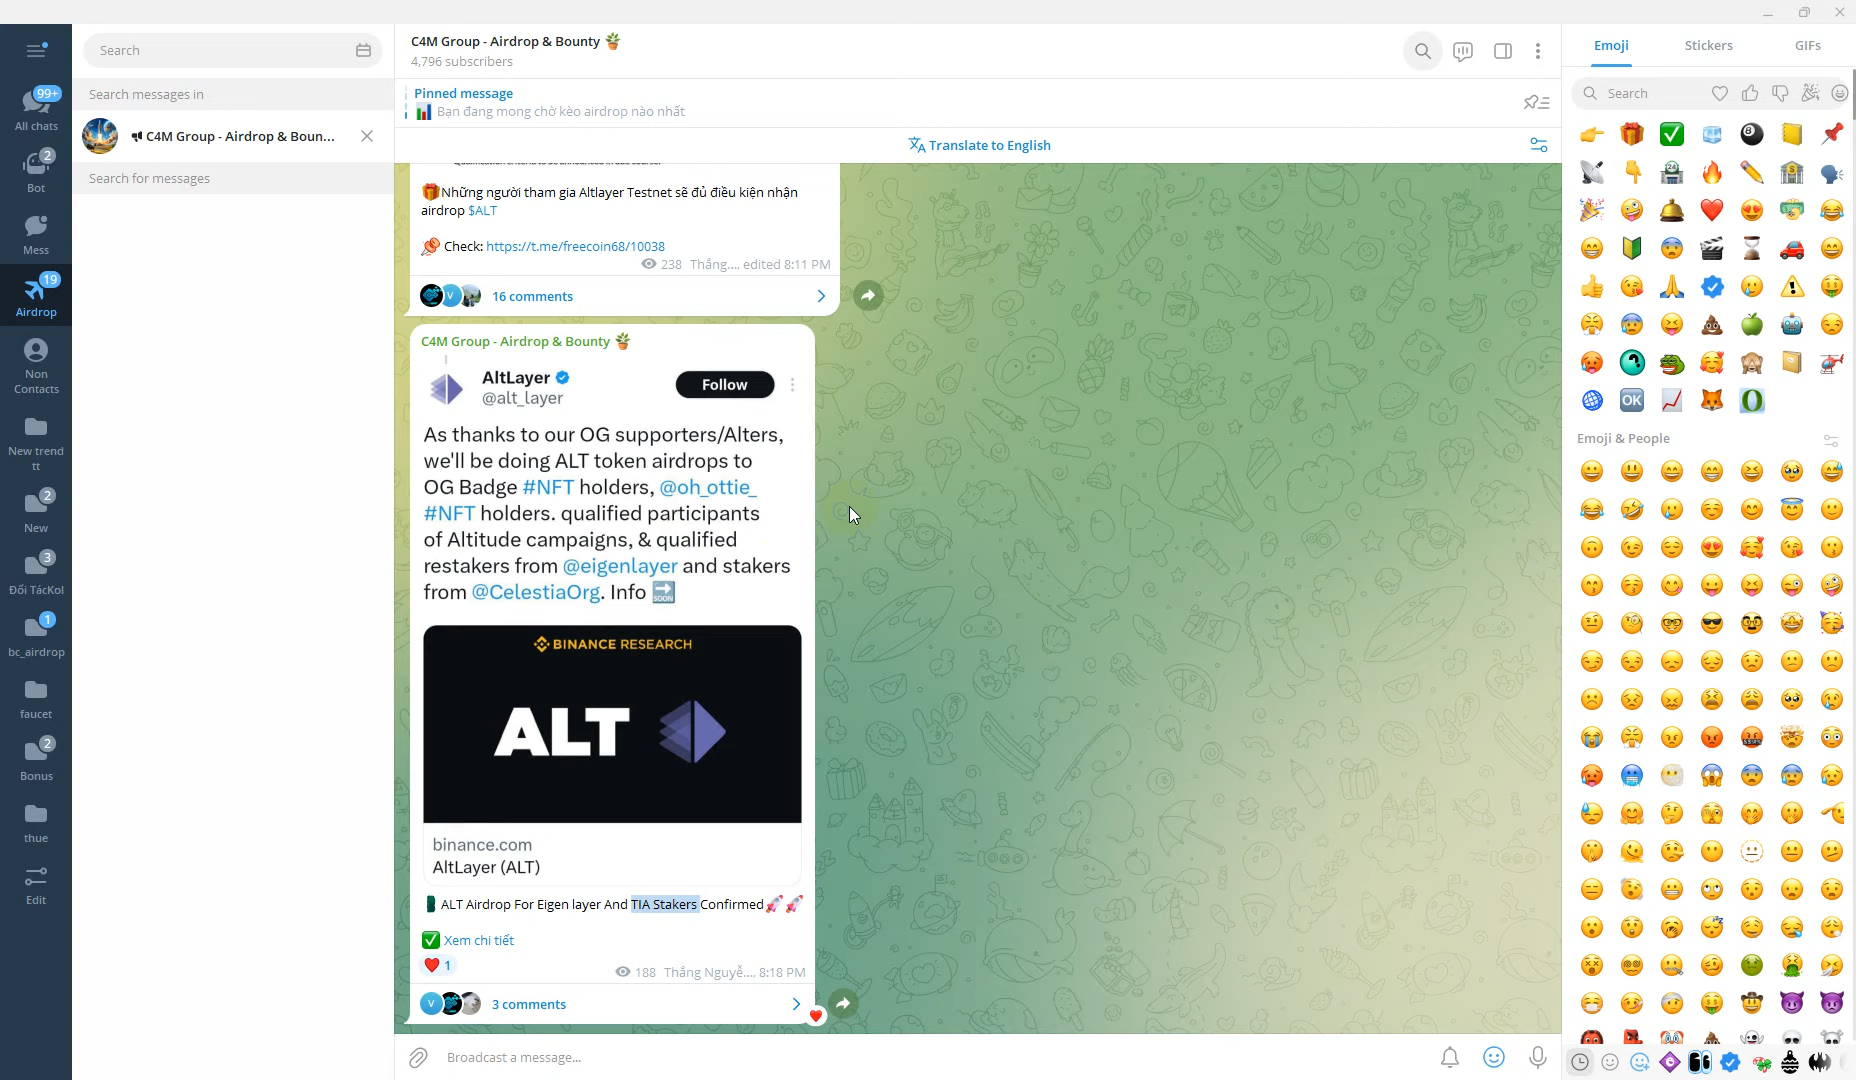 Search
Search messages in
C4M Group - Airdrop & Boun...
Search for messages
99+
All chats
2
Bot
Mess
19
Airdrop
Non
Contacts
New trend
tt
2
New
3
Đối TácKol
1
bc_airdrop
faucet
2
Bonus
thue
Edit
C4M Group - Airdrop & Bounty
4,796 subscribers
Pinned message
Bạn đang mong chờ kèo airdrop nào nhất
Translate to English
Những người tham gia Altlayer Testnet sẽ đủ điều kiện nhận
airdrop $ALT
Check: https://t.me/freecoin68/10038
238 Thắng..., edited 8:11 PM
V
16 comments
C4M Group - Airdrop & Bounty
AltLayer
@alt_layer
Follow
As thanks to our OG supporters/Alters,
we'll be doing ALT token airdrops to
OG Badge #NFT holders, @oh_ottie_
#NFT holders. qualified participants
of Altitude campaigns, & qualified
restakers from @eigenlayer and stakers
from @CelestiaOrg. Info 🔜
BINANCE RESEARCH
ALT
binance.com
AltLayer (ALT)
ALT Airdrop For Eigen layer And TIA Stakers Confirmed
Xem chi tiết
1
188 Thắng Nguyễ..., 8:18 PM
V
3 comments
Broadcast a message...
Emoji
Stickers
GIFs
Search
OK
Emoji & People